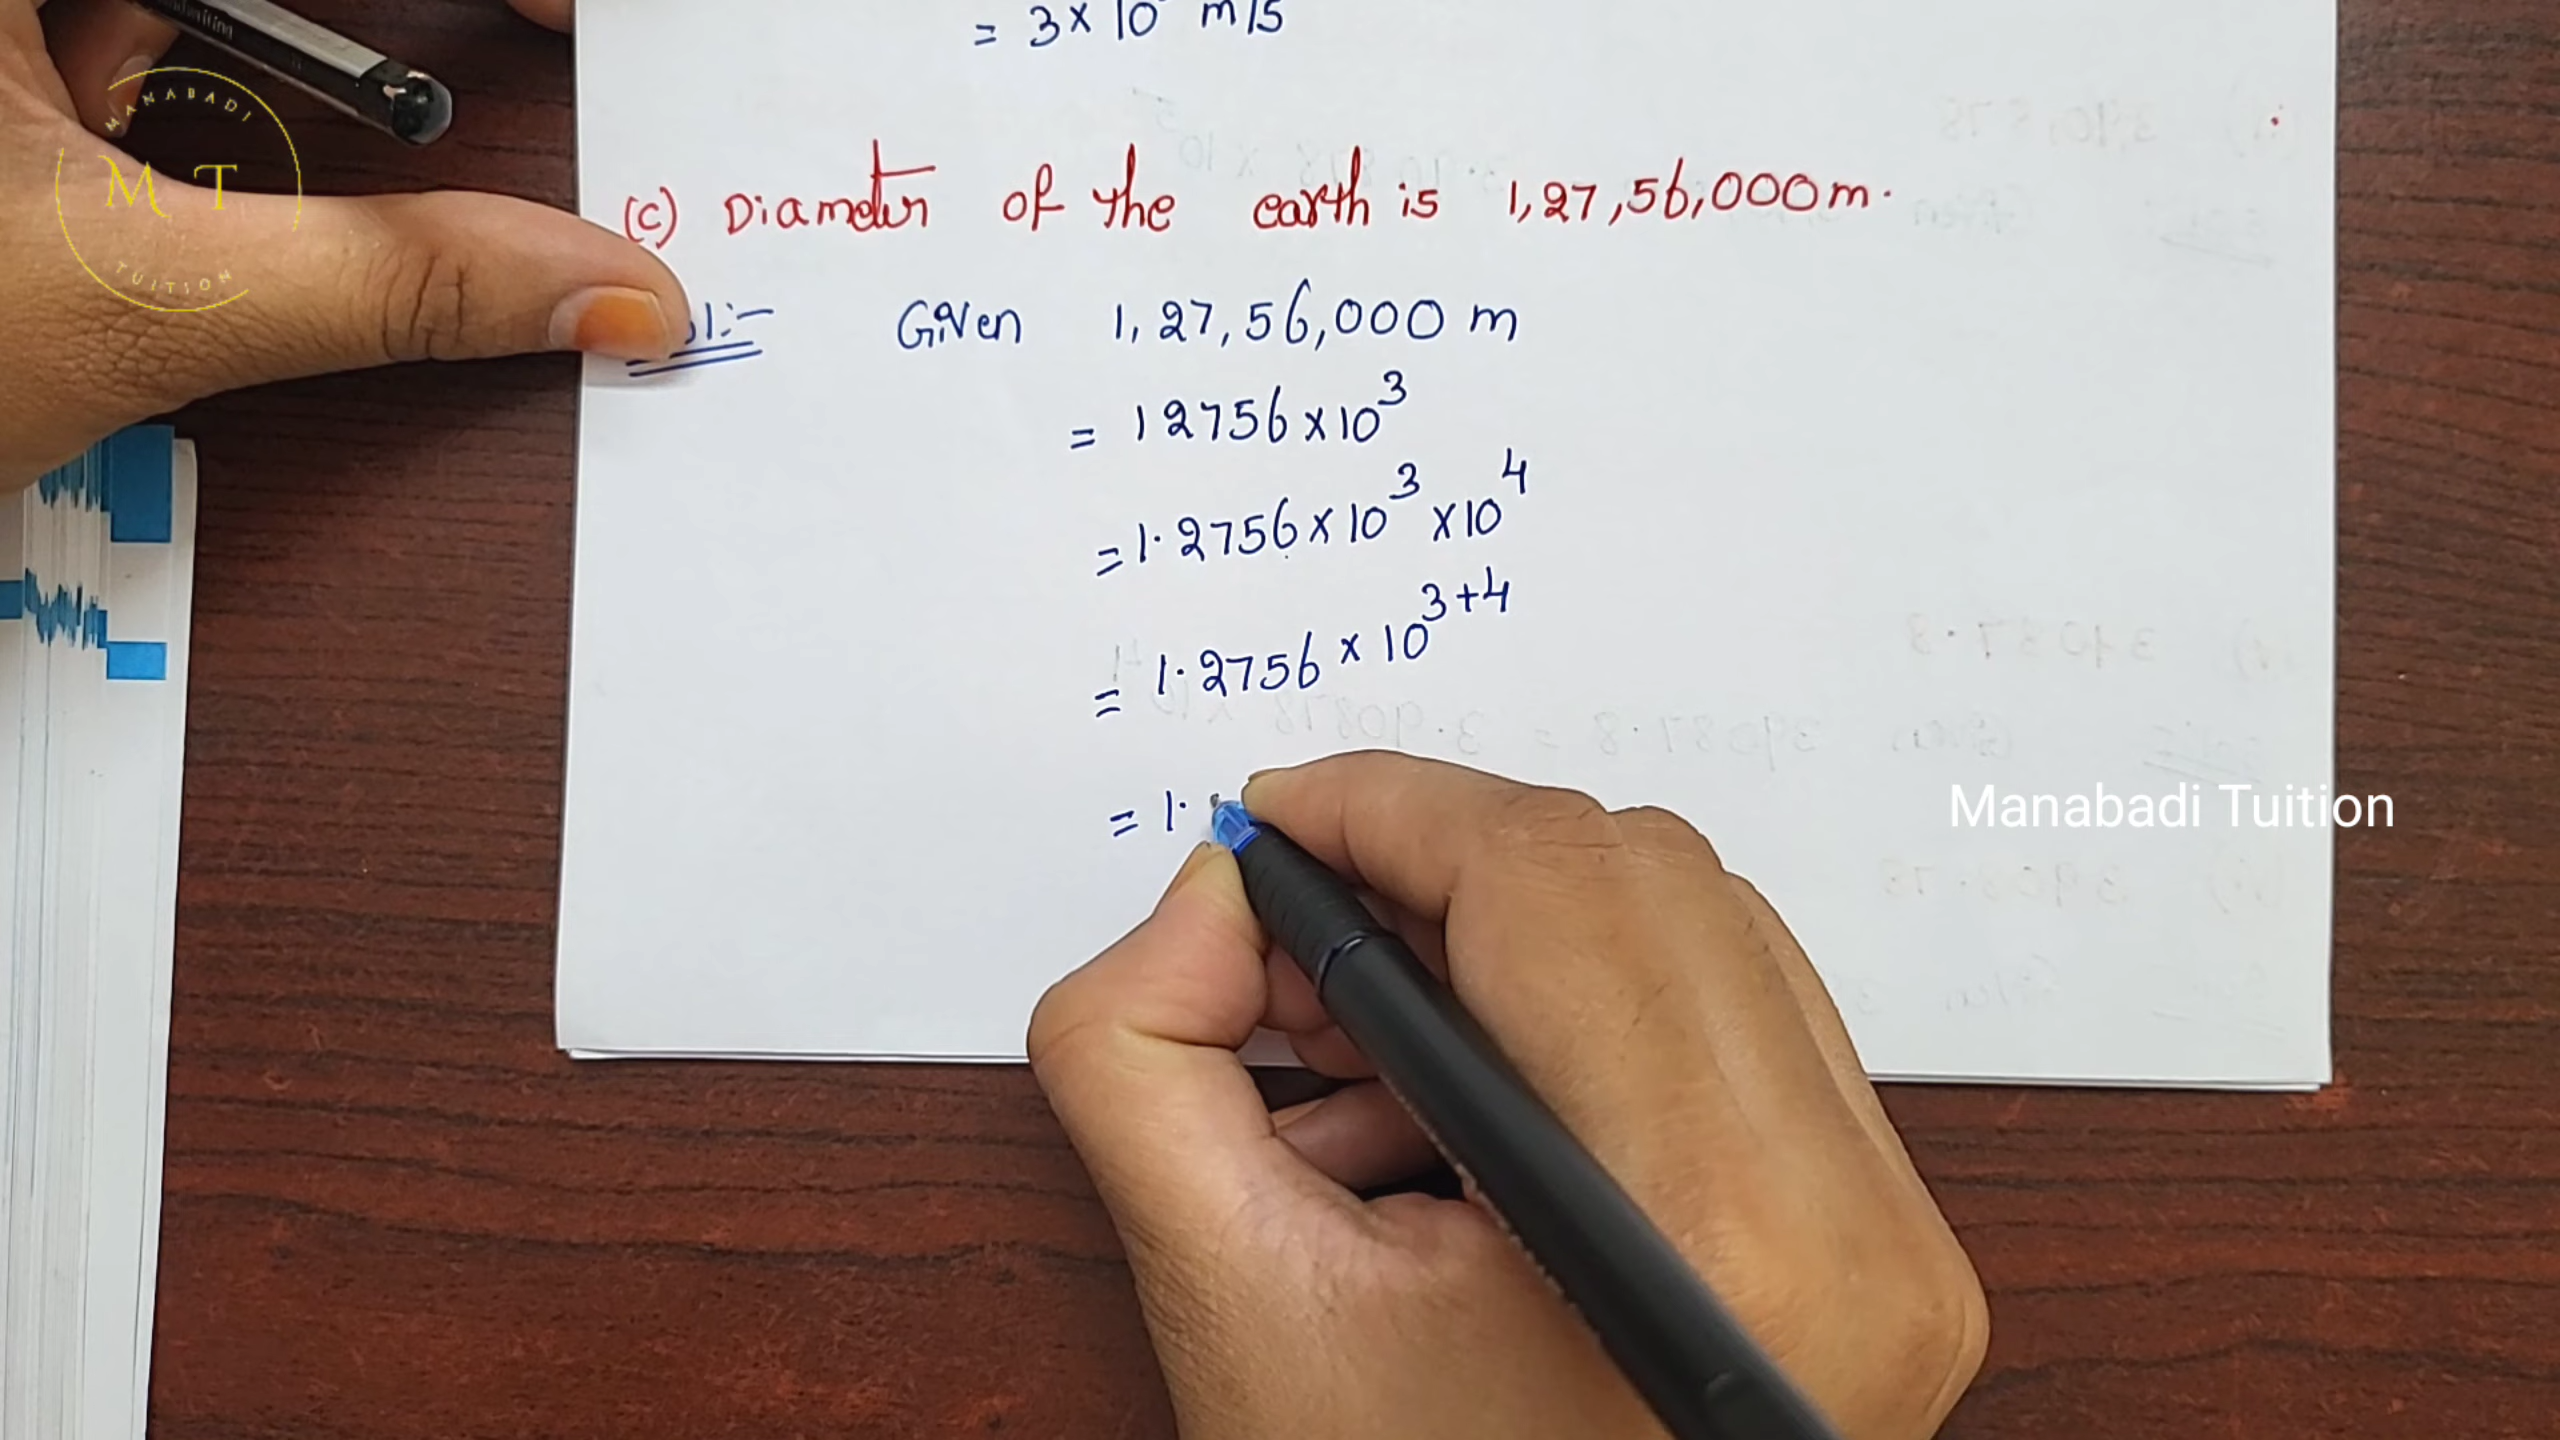 = 3 × 10 m/s
MANABADI
M T
TUITION
(c) Diameter of the earth is 1,27,56,000 m.
Given 1,27,56,000 m
= 12756 × 10³
= 1.2756 × 10³ × 10⁴
= 1.2756 × 10³⁺⁴
= 1.
Manabadi Tuition